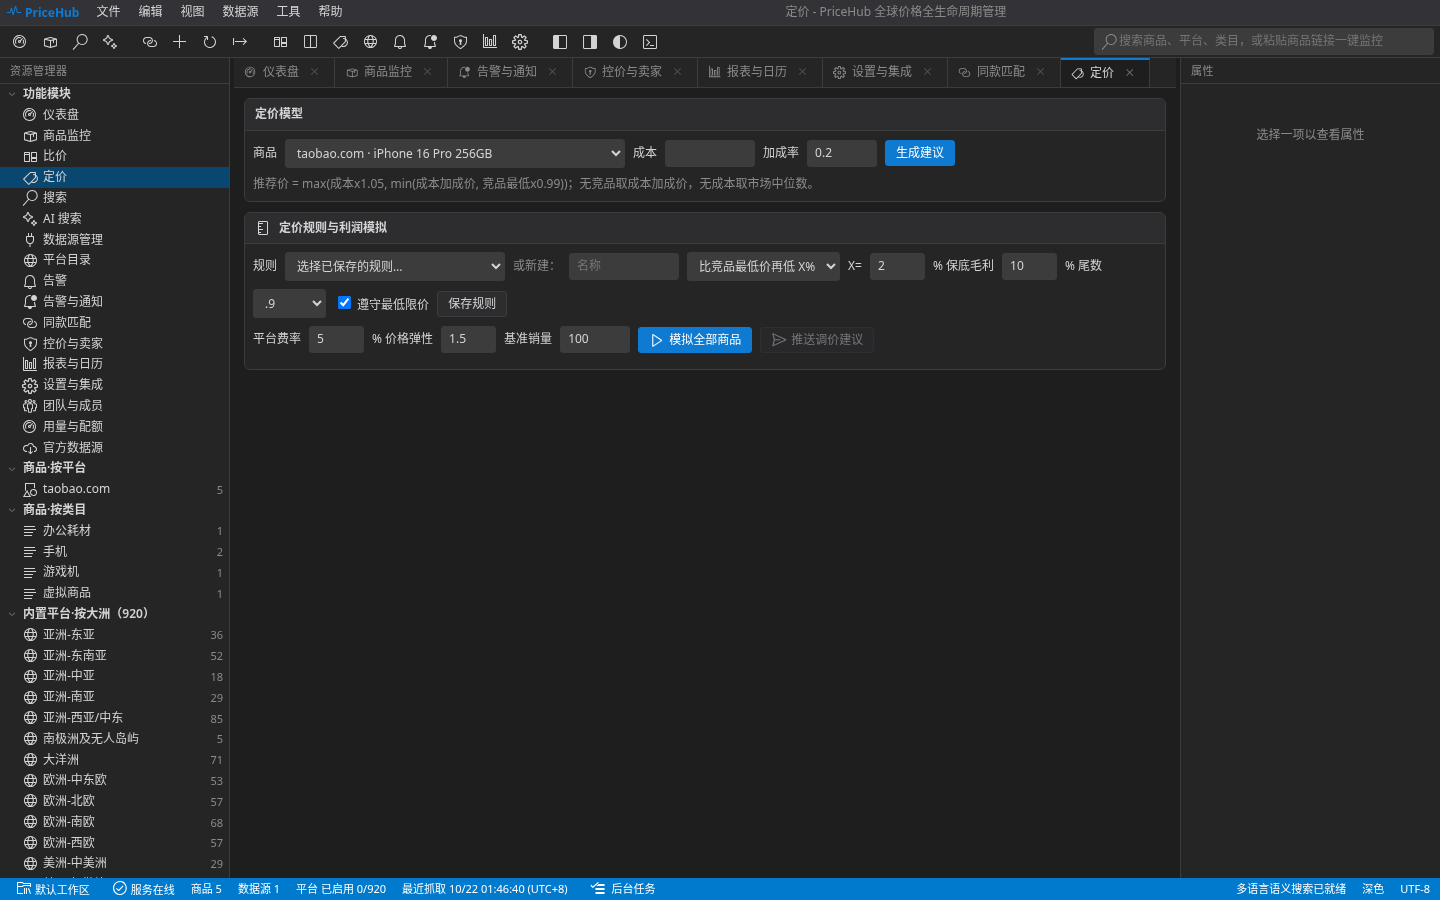 PriceHub 文件 编辑 视图 数据源 工具 帮助 定价 - PriceHub 全球价格全生命周期管理
搜索商品、平台、类目，或粘贴商品链接一键监控
资源管理器
功能模块
仪表盘
商品监控
比价
定价
搜索
AI 搜索
数据源管理
平台目录
告警
告警与通知
同款匹配
控价与卖家
报表与日历
设置与集成
团队与成员
用量与配额
官方数据源
商品·按平台
taobao.com 5
商品·按类目
办公耗材 1
手机 2
游戏机 1
虚拟商品 1
内置平台·按大洲（920）
亚洲-东亚 36
亚洲-东南亚 52
亚洲-中亚 18
亚洲-南亚 29
亚洲-西亚/中东 85
南极洲及无人岛屿 5
大洋洲 71
欧洲-中东欧 53
欧洲-北欧 57
欧洲-南欧 68
欧洲-西欧 57
美洲-中美洲 29
仪表盘 商品监控 告警与通知 控价与卖家 报表与日历 设置与集成 同款匹配 定价
定价模型
商品 taobao.com · iPhone 16 Pro 256GB 成本 加成率 0.2 生成建议
推荐价 = max(成本x1.05, min(成本加成价, 竞品最低x0.99))；无竞品取成本加成价，无成本取市场中位数。
定价规则与利润模拟
规则 选择已保存的规则... 或新建： 名称 比竞品最低价再低 X% X= 2 % 保底毛利 10 % 尾数
.9 遵守最低限价 保存规则
平台费率 5 % 价格弹性 1.5 基准销量 100 模拟全部商品 推送调价建议
属性
选择一项以查看属性
默认工作区 服务在线 商品 5 数据源 1 平台 已启用 0/920 最近抓取 10/22 01:46:40 (UTC+8) 后台任务 多语言语义搜索已就绪 深色 UTF-8